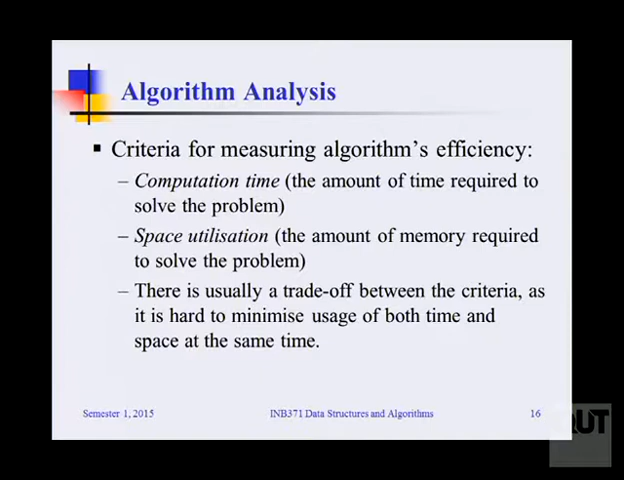 Algorithm Analysis
▪ Criteria for measuring algorithm's efficiency:
– Computation time (the amount of time required to
solve the problem)
– Space utilisation (the amount of memory required
to solve the problem)
– There is usually a trade-off between the criteria, as
it is hard to minimise usage of both time and
space at the same time.
Semester 1, 2015
INB371 Data Structures and Algorithms
16
QUT